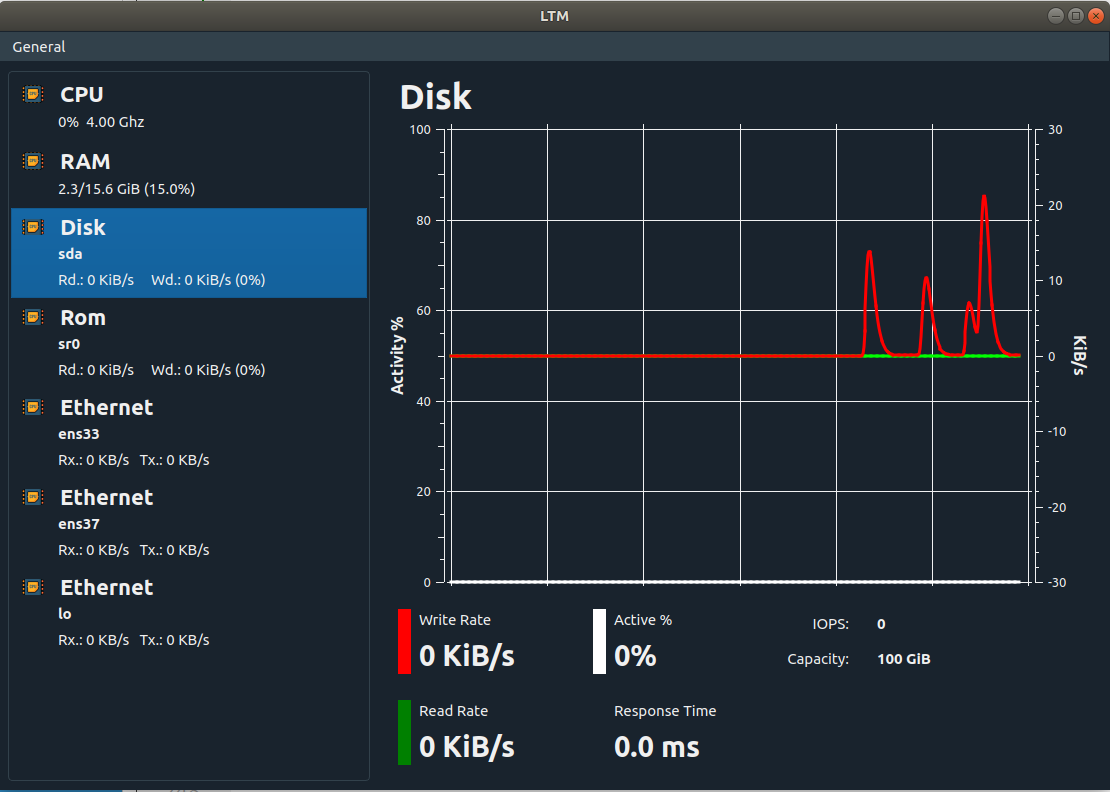 LTM
General
CPU
0% 4.00 Ghz
RAM
2.3/15.6 GiB (15.0%)
Disk
sda
Rd.: 0 KiB/s Wd.: 0 KiB/s (0%)
Rom
sr0
Rd.: 0 KiB/s Wd.: 0 KiB/s (0%)
Ethernet
ens33
Rx.: 0 KB/s Tx.: 0 KB/s
Ethernet
ens37
Rx.: 0 KB/s Tx.: 0 KB/s
Ethernet
lo
Rx.: 0 KB/s Tx.: 0 KB/s
Disk
Activity %
100
80
60
40
20
0
30
20
10
0
-10
-20
-30
KiB/s
Write Rate
0 KiB/s
Active %
0%
IOPS: 0
Capacity: 100 GiB
Read Rate
0 KiB/s
Response Time
0.0 ms